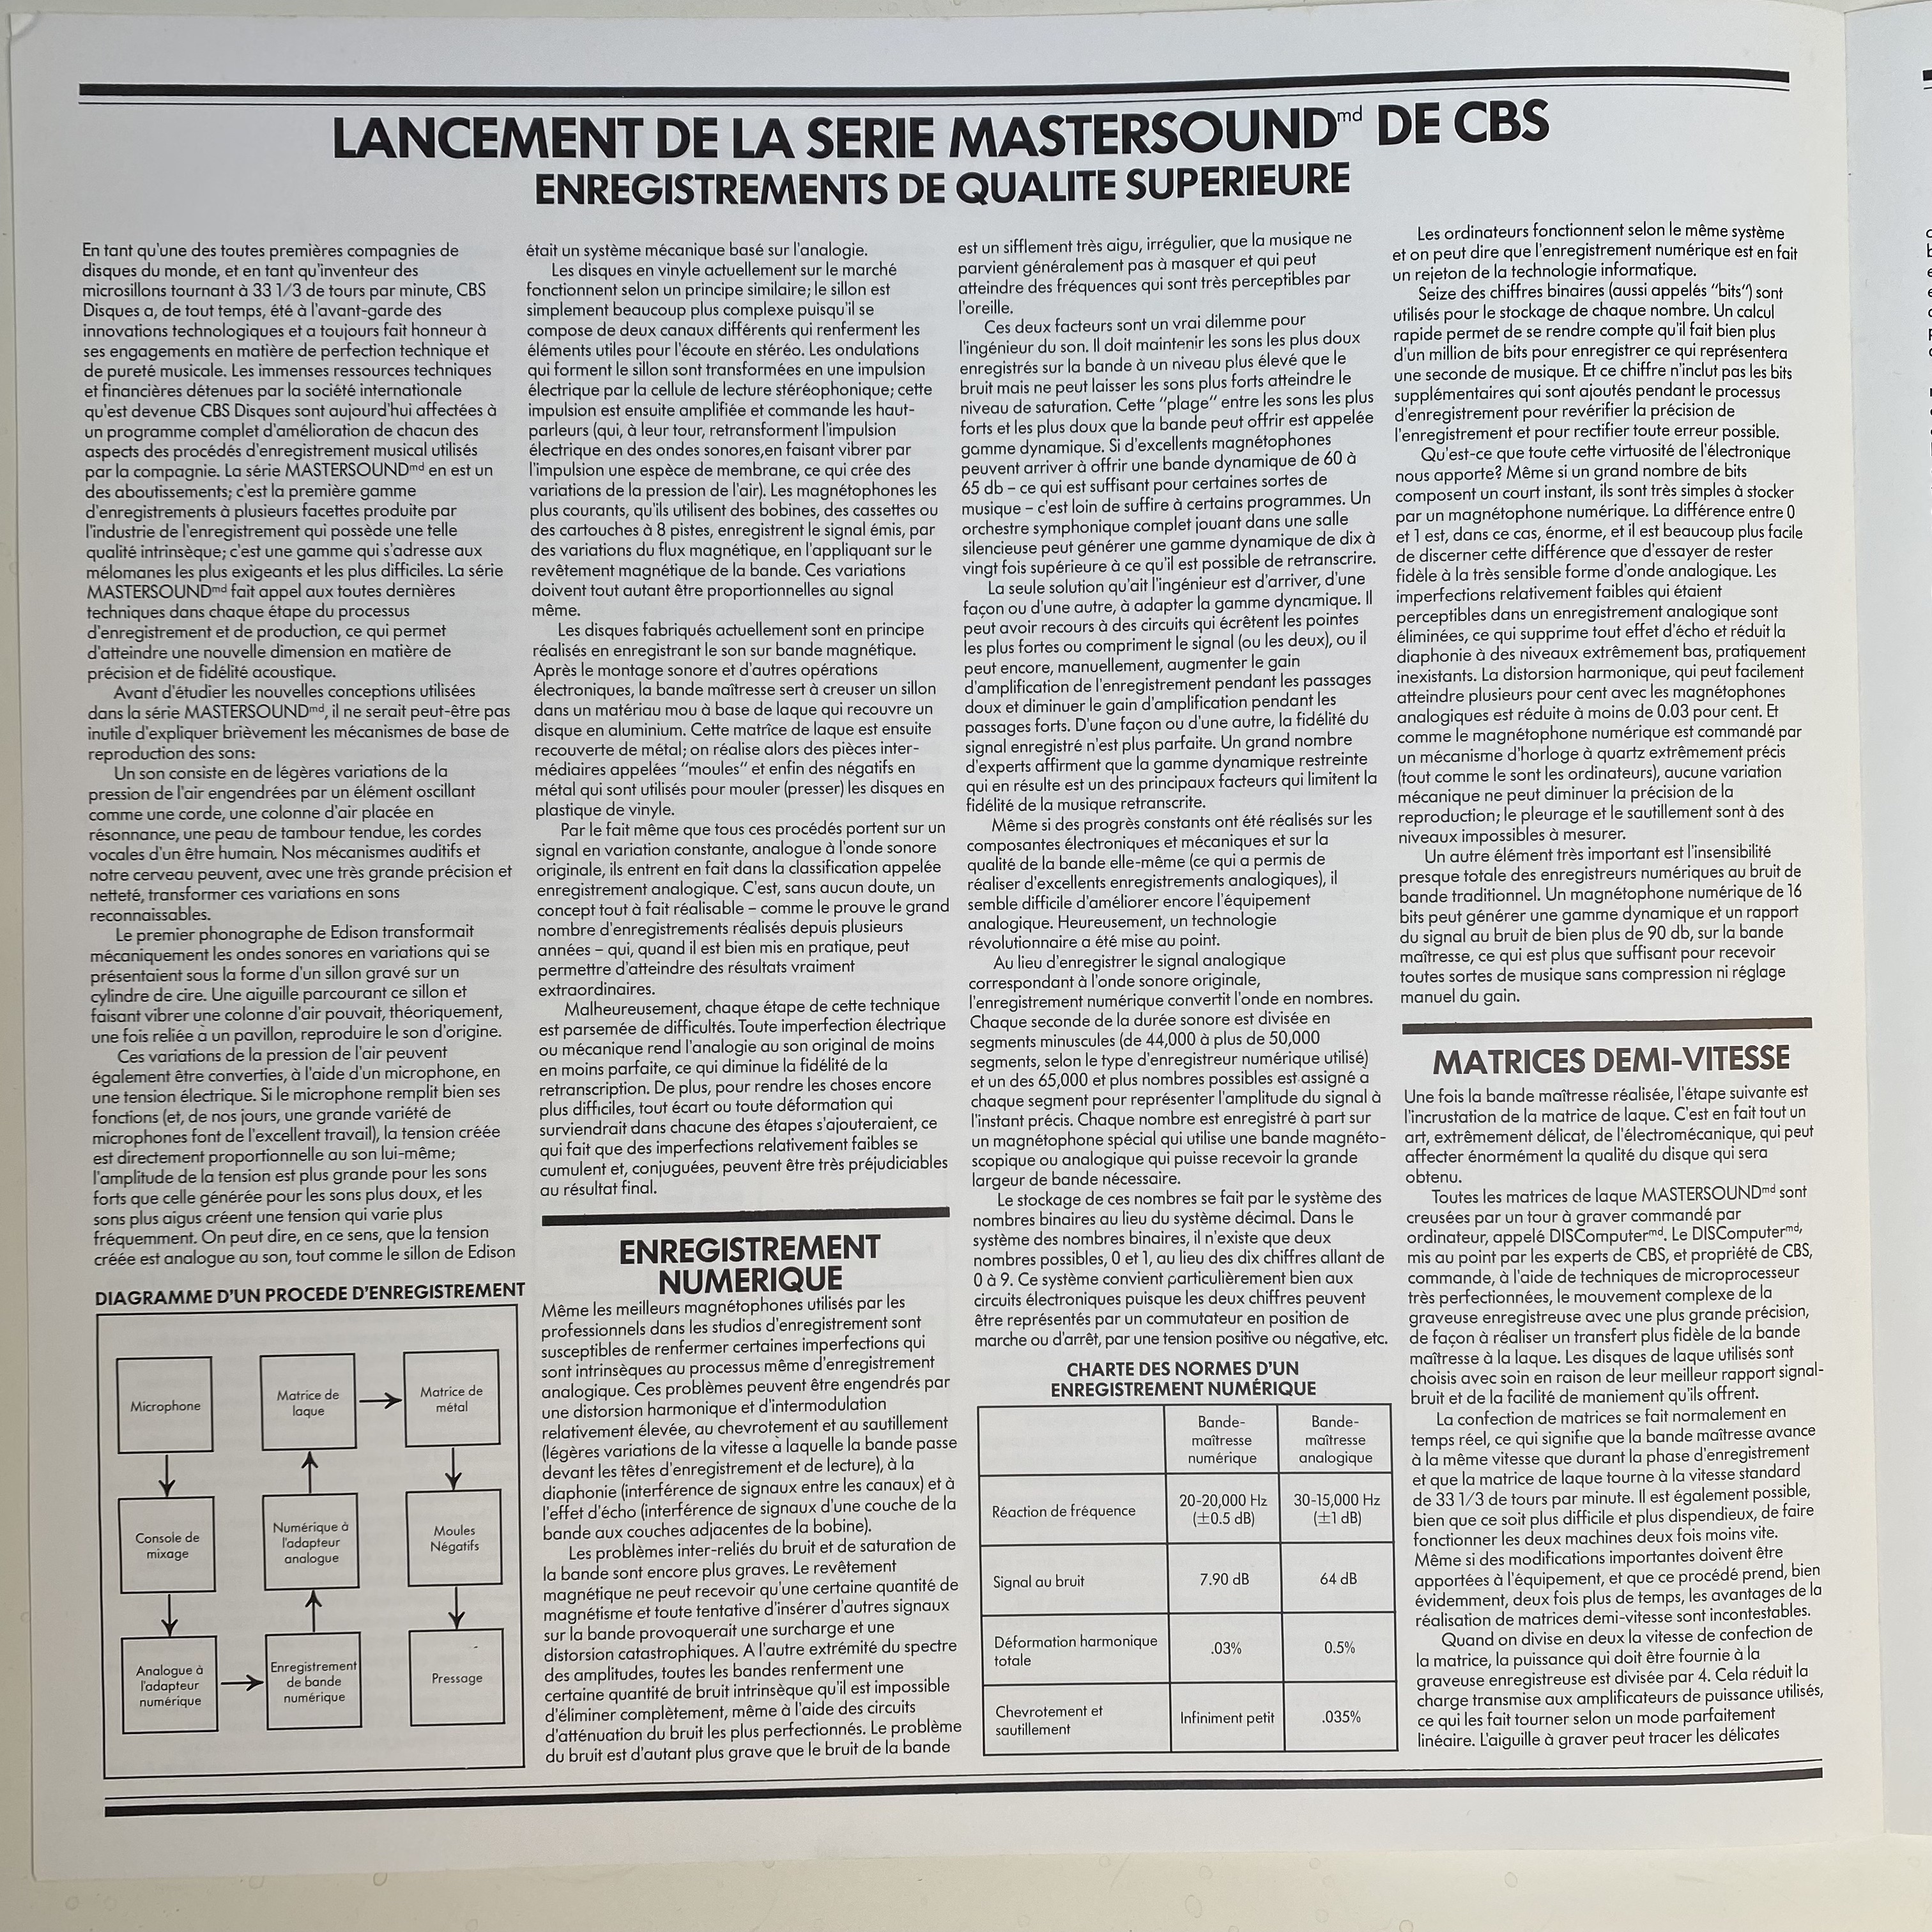 LANCEMENT DE LA SERIE MASTERSOUNDmd DE CBS
ENREGISTREMENTS DE QUALITE SUPERIEURE
En tant qu'une des toutes premières compagnies de
disques du monde, et en tant qu'inventeur des
microsillons tournant à 33 1/3 de tours par minute, CBS
Disques a, de tout temps, été à l'avant-garde des
innovations technologiques et a toujours fait honneur à
ses engagements en matière de perfection technique et
de pureté musicale. Les immenses ressources techniques
et financières détenues par la société internationale
qu'est devenue CBS Disques sont aujourd'hui affectées à
un programme complet d'amélioration de chacun des
aspects des procédés d'enregistrement musical utilisés
par la compagnie. La série MASTERSOUNDmd en est un
des aboutissements; c'est la première gamme
d'enregistrements à plusieurs facettes produite par
l'industrie de l'enregistrement qui possède une telle
qualité intrinsèque; c'est une gamme qui s'adresse aux
mélomanes les plus exigeants et les plus difficiles. La série
MASTERSOUNDmd fait appel aux toutes dernières
techniques dans chaque étape du processus
d'enregistrement et de production, ce qui permet
d'atteindre une nouvelle dimension en matière de
précision et de fidélité acoustique.
Avant d'étudier les nouvelles conceptions utilisées
dans la série MASTERSOUNDmd, il ne serait peut-être pas
inutile d'expliquer brièvement les mécanismes de base de
reproduction des sons:
Un son consiste en de légères variations de la
pression de l'air engendrées par un élément oscillant
comme une corde, une colonne d'air placée en
résonnance, une peau de tambour tendue, les cordes
vocales d'un être humain. Nos mécanismes auditifs et
notre cerveau peuvent, avec une très grande précision et
netteté, transformer ces variations en sons
reconnaissables.
Le premier phonographe de Edison transformait
mécaniquement les ondes sonores en variations qui se
présentaient sous la forme d'un sillon gravé sur un
cylindre de cire. Une aiguille parcourant ce sillon et
faisant vibrer une colonne d'air pouvait, théoriquement,
une fois reliée à un pavillon, reproduire le son d'origine.
Ces variations de la pression de l'air peuvent
également être converties, à l'aide d'un microphone, en
une tension électrique. Si le microphone remplit bien ses
fonctions (et, de nos jours, une grande variété de
microphones font de l'excellent travail), la tension créée
est directement proportionnelle au son lui-même;
l'amplitude de la tension est plus grande pour les sons
forts que celle générée pour les sons plus doux, et les
sons plus aigus créent une tension qui varie plus
fréquemment. On peut dire, en ce sens, que la tension
créée est analogue au son, tout comme le sillon de Edison
DIAGRAMME D'UN PROCEDE D'ENREGISTREMENT
Microphone
Matrice de
laque
Matrice de
métal
Console de
mixage
Numérique à
l'adapteur
analogue
Moules
Négatifs
Analogue à
l'adapteur
numérique
Enregistrement
de bande
numérique
Pressage
était un système mécanique basé sur l'analogie.
Les disques en vinyle actuellement sur le marché
fonctionnent selon un principe similaire; le sillon est
simplement beaucoup plus complexe puisqu'il se
compose de deux canaux différents qui renferment les
éléments utiles pour l'écoute en stéréo. Les ondulations
qui forment le sillon sont transformées en une impulsion
électrique par la cellule de lecture stéréophonique; cette
impulsion est ensuite amplifiée et commande les haut-
parleurs (qui, à leur tour, retransforment l'impulsion
électrique en des ondes sonores,en faisant vibrer par
l'impulsion une espèce de membrane, ce qui crée des
variations de la pression de l'air). Les magnétophones les
plus courants, qu'ils utilisent des bobines, des cassettes ou
des cartouches à 8 pistes, enregistrent le signal émis, par
des variations du flux magnétique, en l'appliquant sur le
revêtement magnétique de la bande. Ces variations
doivent tout autant être proportionnelles au signal
même.
Les disques fabriqués actuellement sont en principe
réalisés en enregistrant le son sur bande magnétique.
Après le montage sonore et d'autres opérations
électroniques, la bande maîtresse sert à creuser un sillon
dans un matériau mou à base de laque qui recouvre un
disque en aluminium. Cette matrîce de laque est ensuite
recouverte de métal; on réalise alors des pièces inter-
médiaires appelées "moules" et enfin des négatifs en
métal qui sont utilisés pour mouler (presser) les disques en
plastique de vinyle.
Par le fait même que tous ces procédés portent sur un
signal en variation constante, analogue à l'onde sonore
originale, ils entrent en fait dans la classification appelée
enregistrement analogique. C'est, sans aucun doute, un
concept tout à fait réalisable – comme le prouve le grand
nombre d'enregistrements réalisés depuis plusieurs
années – qui, quand il est bien mis en pratique, peut
permettre d'atteindre des résultats vraiment
extraordinaires.
Malheureusement, chaque étape de cette technique
est parsemée de difficultés. Toute imperfection électrique
ou mécanique rend l'analogie au son original de moins
en moins parfaite, ce qui diminue la fidélité de la
retranscription. De plus, pour rendre les choses encore
plus difficiles, tout écart ou toute déformation qui
surviendrait dans chacune des étapes s'ajouteraient, ce
qui fait que des imperfections relativement faibles se
cumulent et, conjuguées, peuvent être très préjudiciables
au résultat final.
ENREGISTREMENT
NUMERIQUE
Même les meilleurs magnétophones utilisés par les
professionnels dans les studios d'enregistrement sont
susceptibles de renfermer certaines imperfections qui
sont intrinsèques au processus même d'enregistrement
analogique. Ces problèmes peuvent être engendrés par
une distorsion harmonique et d'intermodulation
relativement élevée, au chevrotement et au sautillement
(légères variations de la vitesse à laquelle la bande passe
devant les têtes d'enregistrement et de lecture), à la
diaphonie (interférence de signaux entre les canaux) et à
l'effet d'écho (interférence de signaux d'une couche de la
bande aux couches adjacentes de la bobine).
Les problèmes inter-reliés du bruit et de saturation de
la bande sont encore plus graves. Le revêtement
magnétique ne peut recevoir qu'une certaine quantité de
magnétisme et toute tentative d'insérer d'autres signaux
sur la bande provoquerait une surcharge et une
distorsion catastrophiques. A l'autre extrémité du spectre
des amplitudes, toutes les bandes renferment une
certaine quantité de bruit intrinsèque qu'il est impossible
d'éliminer complètement, même à l'aide des circuits
d'atténuation du bruit les plus perfectionnés. Le problème
du bruit est d'autant plus grave que le bruit de la bande
est un sifflement très aigu, irrégulier, que la musique ne
parvient généralement pas à masquer et qui peut
atteindre des fréquences qui sont très perceptibles par
l'oreille.
Ces deux facteurs sont un vrai dilemme pour
l'ingénieur du son. Il doit maintenir les sons les plus doux
enregistrés sur la bande à un niveau plus élevé que le
bruit mais ne peut laisser les sons plus forts atteindre le
niveau de saturation. Cette "plage" entre les sons les plus
forts et les plus doux que la bande peut offrir est appelée
gamme dynamique. Si d'excellents magnétophones
peuvent arriver à offrir une bande dynamique de 60 à
65 db – ce qui est suffisant pour certaines sortes de
musique – c'est loin de suffire à certains programmes. Un
orchestre symphonique complet jouant dans une salle
silencieuse peut générer une gamme dynamique de dix à
vingt fois supérieure à ce qu'il est possible de retranscrire.
La seule solution qu'ait l'ingénieur est d'arriver, d'une
façon ou d'une autre, à adapter la gamme dynamique. Il
peut avoir recours à des circuits qui écrêtent les pointes
les plus fortes ou compriment le signal (ou les deux), ou il
peut encore, manuellement, augmenter le gain
d'amplification de l'enregistrement pendant les passages
doux et diminuer le gain d'amplification pendant les
passages forts. D'une façon ou d'une autre, la fidélité du
signal enregistré n'est plus parfaite. Un grand nombre
d'experts affirment que la gamme dynamique restreinte
qui en résulte est un des principaux facteurs qui limitent la
fidélité de la musique retranscrite.
Même si des progrès constants ont été réalisés sur les
composantes électroniques et mécaniques et sur la
qualité de la bande elle-même (ce qui a permis de
réaliser d'excellents enregistrements analogiques), il
semble difficile d'améliorer encore l'équipement
analogique. Heureusement, un technologie
révolutionnaire a été mise au point.
Au lieu d'enregistrer le signal analogique
correspondant à l'onde sonore originale,
l'enregistrement numérique convertit l'onde en nombres.
Chaque seconde de la durée sonore est divisée en
segments minuscules (de 44,000 à plus de 50,000
segments, selon le type d'enregistreur numérique utilisé)
et un des 65,000 et plus nombres possibles est assigné a
chaque segment pour représenter l'amplitude du signal à
l'instant précis. Chaque nombre est enregistré à part sur
un magnétophone spécial qui utilise une bande magnéto-
scopique ou analogique qui puisse recevoir la grande
largeur de bande nécessaire.
Le stockage de ces nombres se fait par le système des
nombres binaires au lieu du système décimal. Dans le
système des nombres binaires, il n'existe que deux
nombres possibles, 0 et 1, au lieu des dix chiffres allant de
0 à 9. Ce système convient particulièrement bien aux
circuits électroniques puisque les deux chiffres peuvent
être représentés par un commutateur en position de
marche ou d'arrêt, par une tension positive ou négative, etc.
CHARTE DES NORMES D'UN
ENREGISTREMENT NUMÉRIQUE
Bande-
maîtresse
numérique
Bande-
maîtresse
analogique
Réaction de fréquence
20-20,000 Hz
(±0.5 dB)
30-15,000 Hz
(±1 dB)
Signal au bruit
7.90 dB
64 dB
Déformation harmonique
totale
.03%
0.5%
Chevrotement et
sautillement
Infiniment petit
.035%
Les ordinateurs fonctionnent selon le même système
et on peut dire que l'enregistrement numérique est en fait
un rejeton de la technologie informatique.
Seize des chiffres binaires (aussi appelés "bits") sont
utilisés pour le stockage de chaque nombre. Un calcul
rapide permet de se rendre compte qu'il fait bien plus
d'un million de bits pour enregistrer ce qui représentera
une seconde de musique. Et ce chiffre n'inclut pas les bits
supplémentaires qui sont ajoutés pendant le processus
d'enregistrement pour revérifier la précision de
l'enregistrement et pour rectifier toute erreur possible.
Qu'est-ce que toute cette virtuosité de l'électronique
nous apporte? Même si un grand nombre de bits
composent un court instant, ils sont très simples à stocker
par un magnétophone numérique. La différence entre 0
et 1 est, dans ce cas, énorme, et il est beaucoup plus facile
de discerner cette différence que d'essayer de rester
fidèle à la très sensible forme d'onde analogique. Les
imperfections relativement faibles qui étaient
perceptibles dans un enregistrement analogique sont
éliminées, ce qui supprime tout effet d'écho et réduit la
diaphonie à des niveaux extrêmement bas, pratiquement
inexistants. La distorsion harmonique, qui peut facilement
atteindre plusieurs pour cent avec les magnétophones
analogiques est réduite à moins de 0.03 pour cent. Et
comme le magnétophone numérique est commandé par
un mécanisme d'horloge à quartz extrêmement précis
(tout comme le sont les ordinateurs), aucune variation
mécanique ne peut diminuer la précision de la
reproduction; le pleurage et le sautillement sont à des
niveaux impossibles à mesurer.
Un autre élément très important est l'insensibilité
presque totale des enregistreurs numériques au bruit de
bande traditionnel. Un magnétophone numérique de 16
bits peut générer une gamme dynamique et un rapport
du signal au bruit de bien plus de 90 db, sur la bande
maîtresse, ce qui est plus que suffisant pour recevoir
toutes sortes de musique sans compression ni réglage
manuel du gain.
MATRICES DEMI-VITESSE
Une fois la bande maîtresse réalisée, l'étape suivante est
l'incrustation de la matrice de laque. C'est en fait tout un
art, extrêmement délicat, de l'électromécanique, qui peut
affecter énormément la qualité du disque qui sera
obtenu.
Toutes les matrices de laque MASTERSOUNDmd sont
creusées par un tour à graver commandé par
ordinateur, appelé DISComputermd. Le DISComputermd,
mis au point par les experts de CBS, et propriété de CBS,
commande, à l'aide de techniques de microprocesseur
très perfectionnées, le mouvement complexe de la
graveuse enregistreuse avec une plus grande précision,
de façon à réaliser un transfert plus fidèle de la bande
maîtresse à la laque. Les disques de laque utilisés sont
choisis avec soin en raison de leur meilleur rapport signal-
bruit et de la facilité de maniement qu'ils offrent.
La confection de matrices se fait normalement en
temps réel, ce qui signifie que la bande maîtresse avance
à la même vitesse que durant la phase d'enregistrement
et que la matrice de laque tourne à la vitesse standard
de 33 1/3 de tours par minute. Il est également possible,
bien que ce soit plus difficile et plus dispendieux, de faire
fonctionner les deux machines deux fois moins vite.
Même si des modifications importantes doivent être
apportées à l'équipement, et que ce procédé prend, bien
évidemment, deux fois plus de temps, les avantages de la
réalisation de matrices demi-vitesse sont incontestables.
Quand on divise en deux la vitesse de confection de
la matrice, la puissance qui doit être fournie à la
graveuse enregistreuse est divisée par 4. Cela réduit la
charge transmise aux amplificateurs de puissance utilisés,
ce qui les fait tourner selon un mode parfaitement
linéaire. L'aiguille à graver peut tracer les délicates